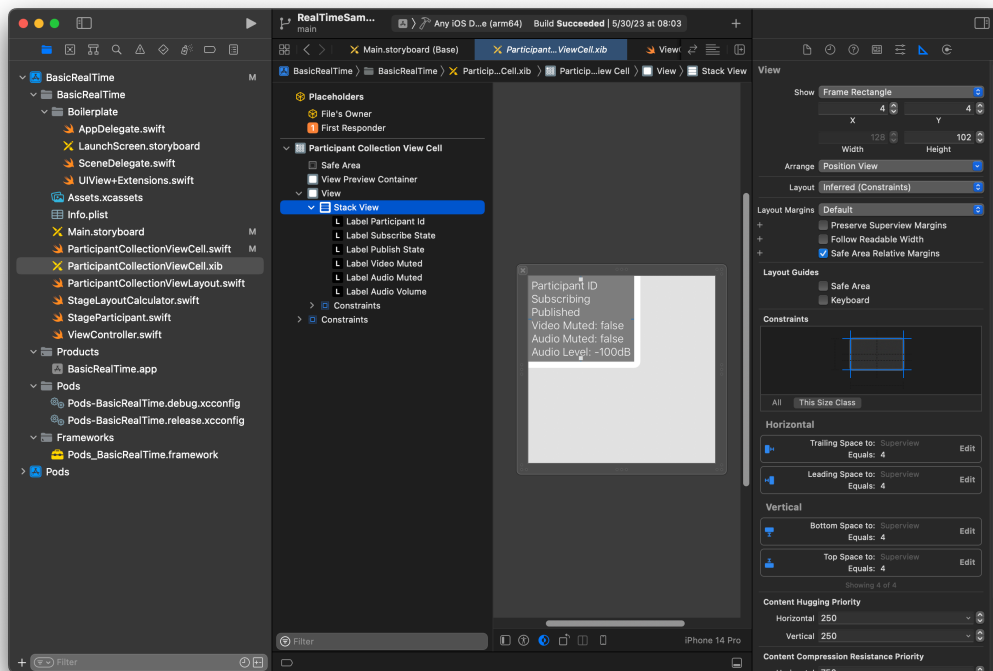 RealTimeSam...
main
Any iOS D...e (arm64)
Build Succeeded | 5/30/23 at 08:03
BasicRealTime M
BasicRealTime
Boilerplate
AppDelegate.swift
LaunchScreen.storyboard
SceneDelegate.swift
UIView+Extensions.swift
Assets.xcassets
Info.plist
Main.storyboard
ParticipantCollectionViewCell.swift M
ParticipantCollectionViewCell.xib
ParticipantCollectionViewLayout.swift
StageLayoutCalculator.swift
StageParticipant.swift
ViewController.swift
Products
BasicRealTime.app
Pods
Pods-BasicRealTime.debug.xcconfig
Pods-BasicRealTime.release.xcconfig
Frameworks
Pods_BasicRealTime.framework
Pods
Filter
Main.storyboard (Base)
Participant...ViewCell.xib
View
BasicRealTime
BasicRealTime
Particip...Cell.xib
Particip...iew Cell
View
Stack View
Placeholders
File's Owner
1 First Responder
Participant Collection View Cell
Safe Area
View Preview Container
View
Stack View
L Label Participant Id
L Label Subscribe State
L Label Publish State
L Label Video Muted
L Label Audio Muted
L Label Audio Volume
Constraints
Constraints
Filter
Participant ID
Subscribing
Published
Video Muted: false
Audio Muted: false
Audio Level: -100dB
iPhone 14 Pro
View
Show Frame Rectangle
4 4
X Y
128 102
Width Height
Arrange Position View
Layout Inferred (Constraints)
Layout Margins Default
Preserve Superview Margins
Follow Readable Width
Safe Area Relative Margins
Layout Guides
Safe Area
Keyboard
Constraints
All This Size Class
Horizontal
Trailing Space to: Superview
Equals: 4
Edit
Leading Space to: Superview
Equals: 4
Edit
Vertical
Bottom Space to: Superview
Equals: 4
Edit
Top Space to: Superview
Equals: 4
Edit
Showing 4 of 4
Content Hugging Priority
Horizontal 250
Vertical 250
Content Compression Resistance Priority